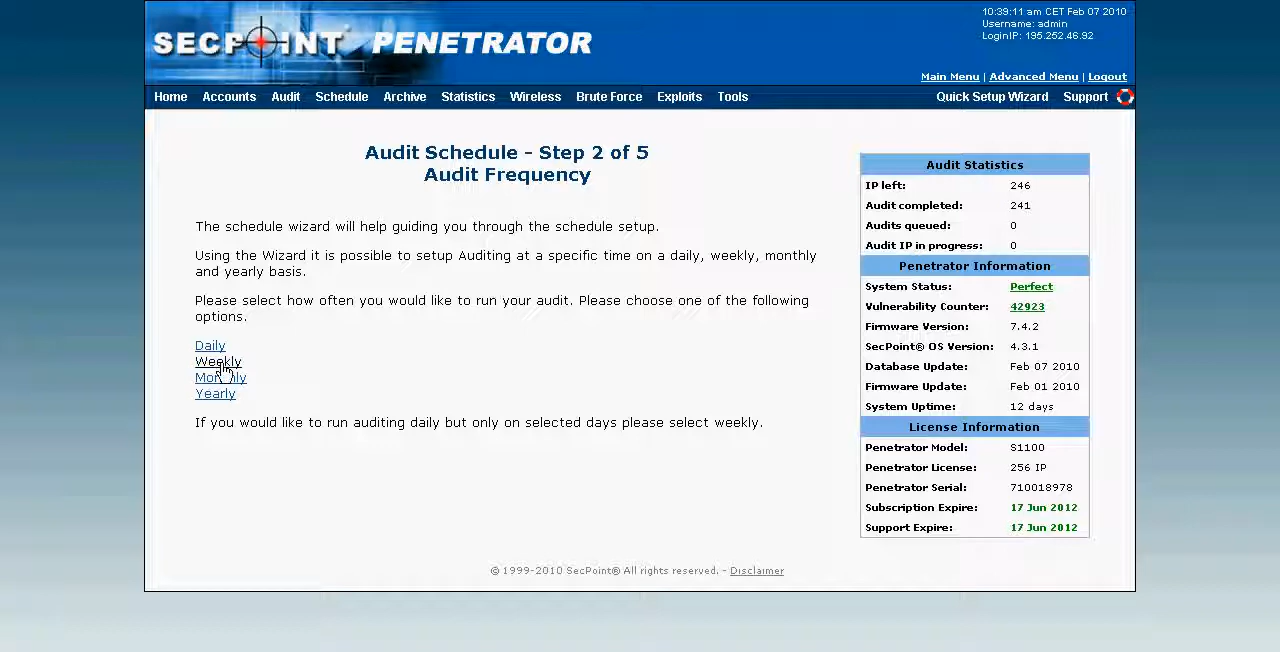 SECPOINT PENETRATOR
10:39:11 am CET Feb 07 2010
Username: admin
LoginIP: 195.252.46.92
Main Menu | Advanced Menu | Logout
Home Accounts Audit Schedule Archive Statistics Wireless Brute Force Exploits Tools Quick Setup Wizard Support
Audit Schedule - Step 2 of 5
Audit Frequency
The schedule wizard will help guiding you through the schedule setup.
Using the Wizard it is possible to setup Auditing at a specific time on a daily, weekly, monthly
and yearly basis.
Please select how often you would like to run your audit. Please choose one of the following
options.
Daily
Weekly
Monthly
Yearly
If you would like to run auditing daily but only on selected days please select weekly.
Audit Statistics
IP left: 246
Audit completed: 241
Audits queued: 0
Audit IP in progress: 0
Penetrator Information
System Status: Perfect
Vulnerability Counter: 42923
Firmware Version: 7.4.2
SecPoint® OS Version: 4.3.1
Database Update: Feb 07 2010
Firmware Update: Feb 01 2010
System Uptime: 12 days
License Information
Penetrator Model: S1100
Penetrator License: 256 IP
Penetrator Serial: 710018978
Subscription Expire: 17 Jun 2012
Support Expire: 17 Jun 2012
© 1999-2010 SecPoint® All rights reserved. - Disclaimer